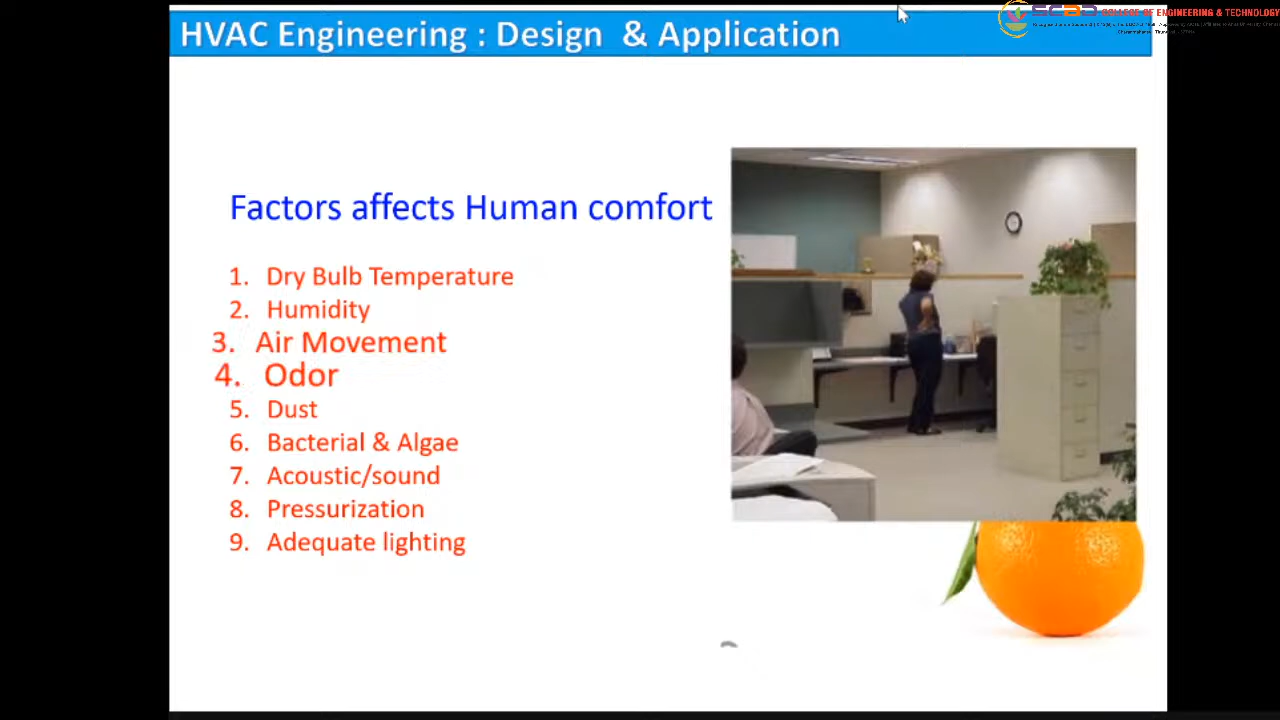 HVAC Engineering : Design & Application
COLLEGE OF ENGINEERING & TECHNOLOGY
Factors affects Human comfort
1. Dry Bulb Temperature
2. Humidity
3. Air Movement
4. Odor
5. Dust
6. Bacterial & Algae
7. Acoustic/sound
8. Pressurization
9. Adequate lighting